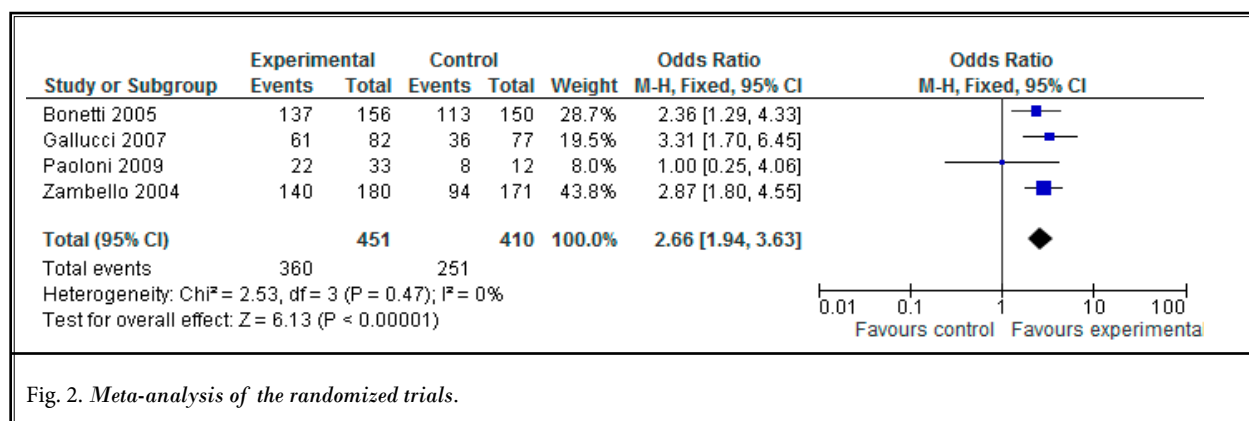 Experimental Control Odds Ratio Odds Ratio
Study or Subgroup Events Total Events Total Weight M-H, Fixed, 95% CI M-H, Fixed, 95% CI
Bonetti 2005 137 156 113 150 28.7% 2.36 [1.29, 4.33]
Gallucci 2007 61 82 36 77 19.5% 3.31 [1.70, 6.45]
Paoloni 2009 22 33 8 12 8.0% 1.00 [0.25, 4.06]
Zambello 2004 140 180 94 171 43.8% 2.87 [1.80, 4.55]
Total (95% CI) 451 410 100.0% 2.66 [1.94, 3.63]
Total events 360 251
Heterogeneity: Chi² = 2.53, df = 3 (P = 0.47); I² = 0%
Test for overall effect: Z = 6.13 (P < 0.00001)
0.01 0.1 1 10 100
Favours control Favours experimenta
Fig. 2. Meta-analysis of the randomized trials.